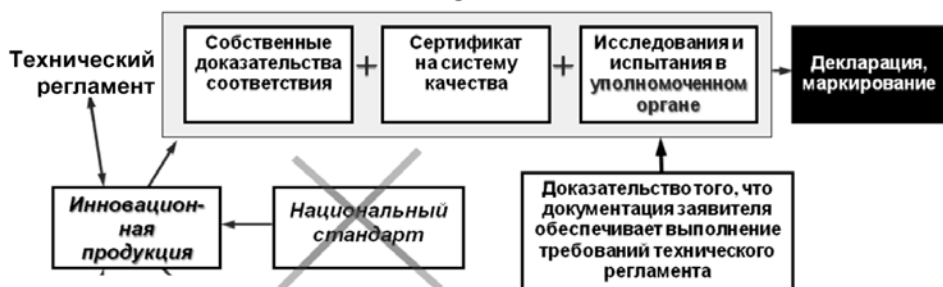 Технический
регламент
Собственные
доказательства
соответствия
+
Сертификат
на систему
качества
+
Исследования и
испытания в
уполномоченном
органе
Декларация,
маркирование
Инновацион-
ная
продукция
Национальный
стандарт
Доказательство того, что
документация заявителя
обеспечивает выполнение
требований технического
регламента